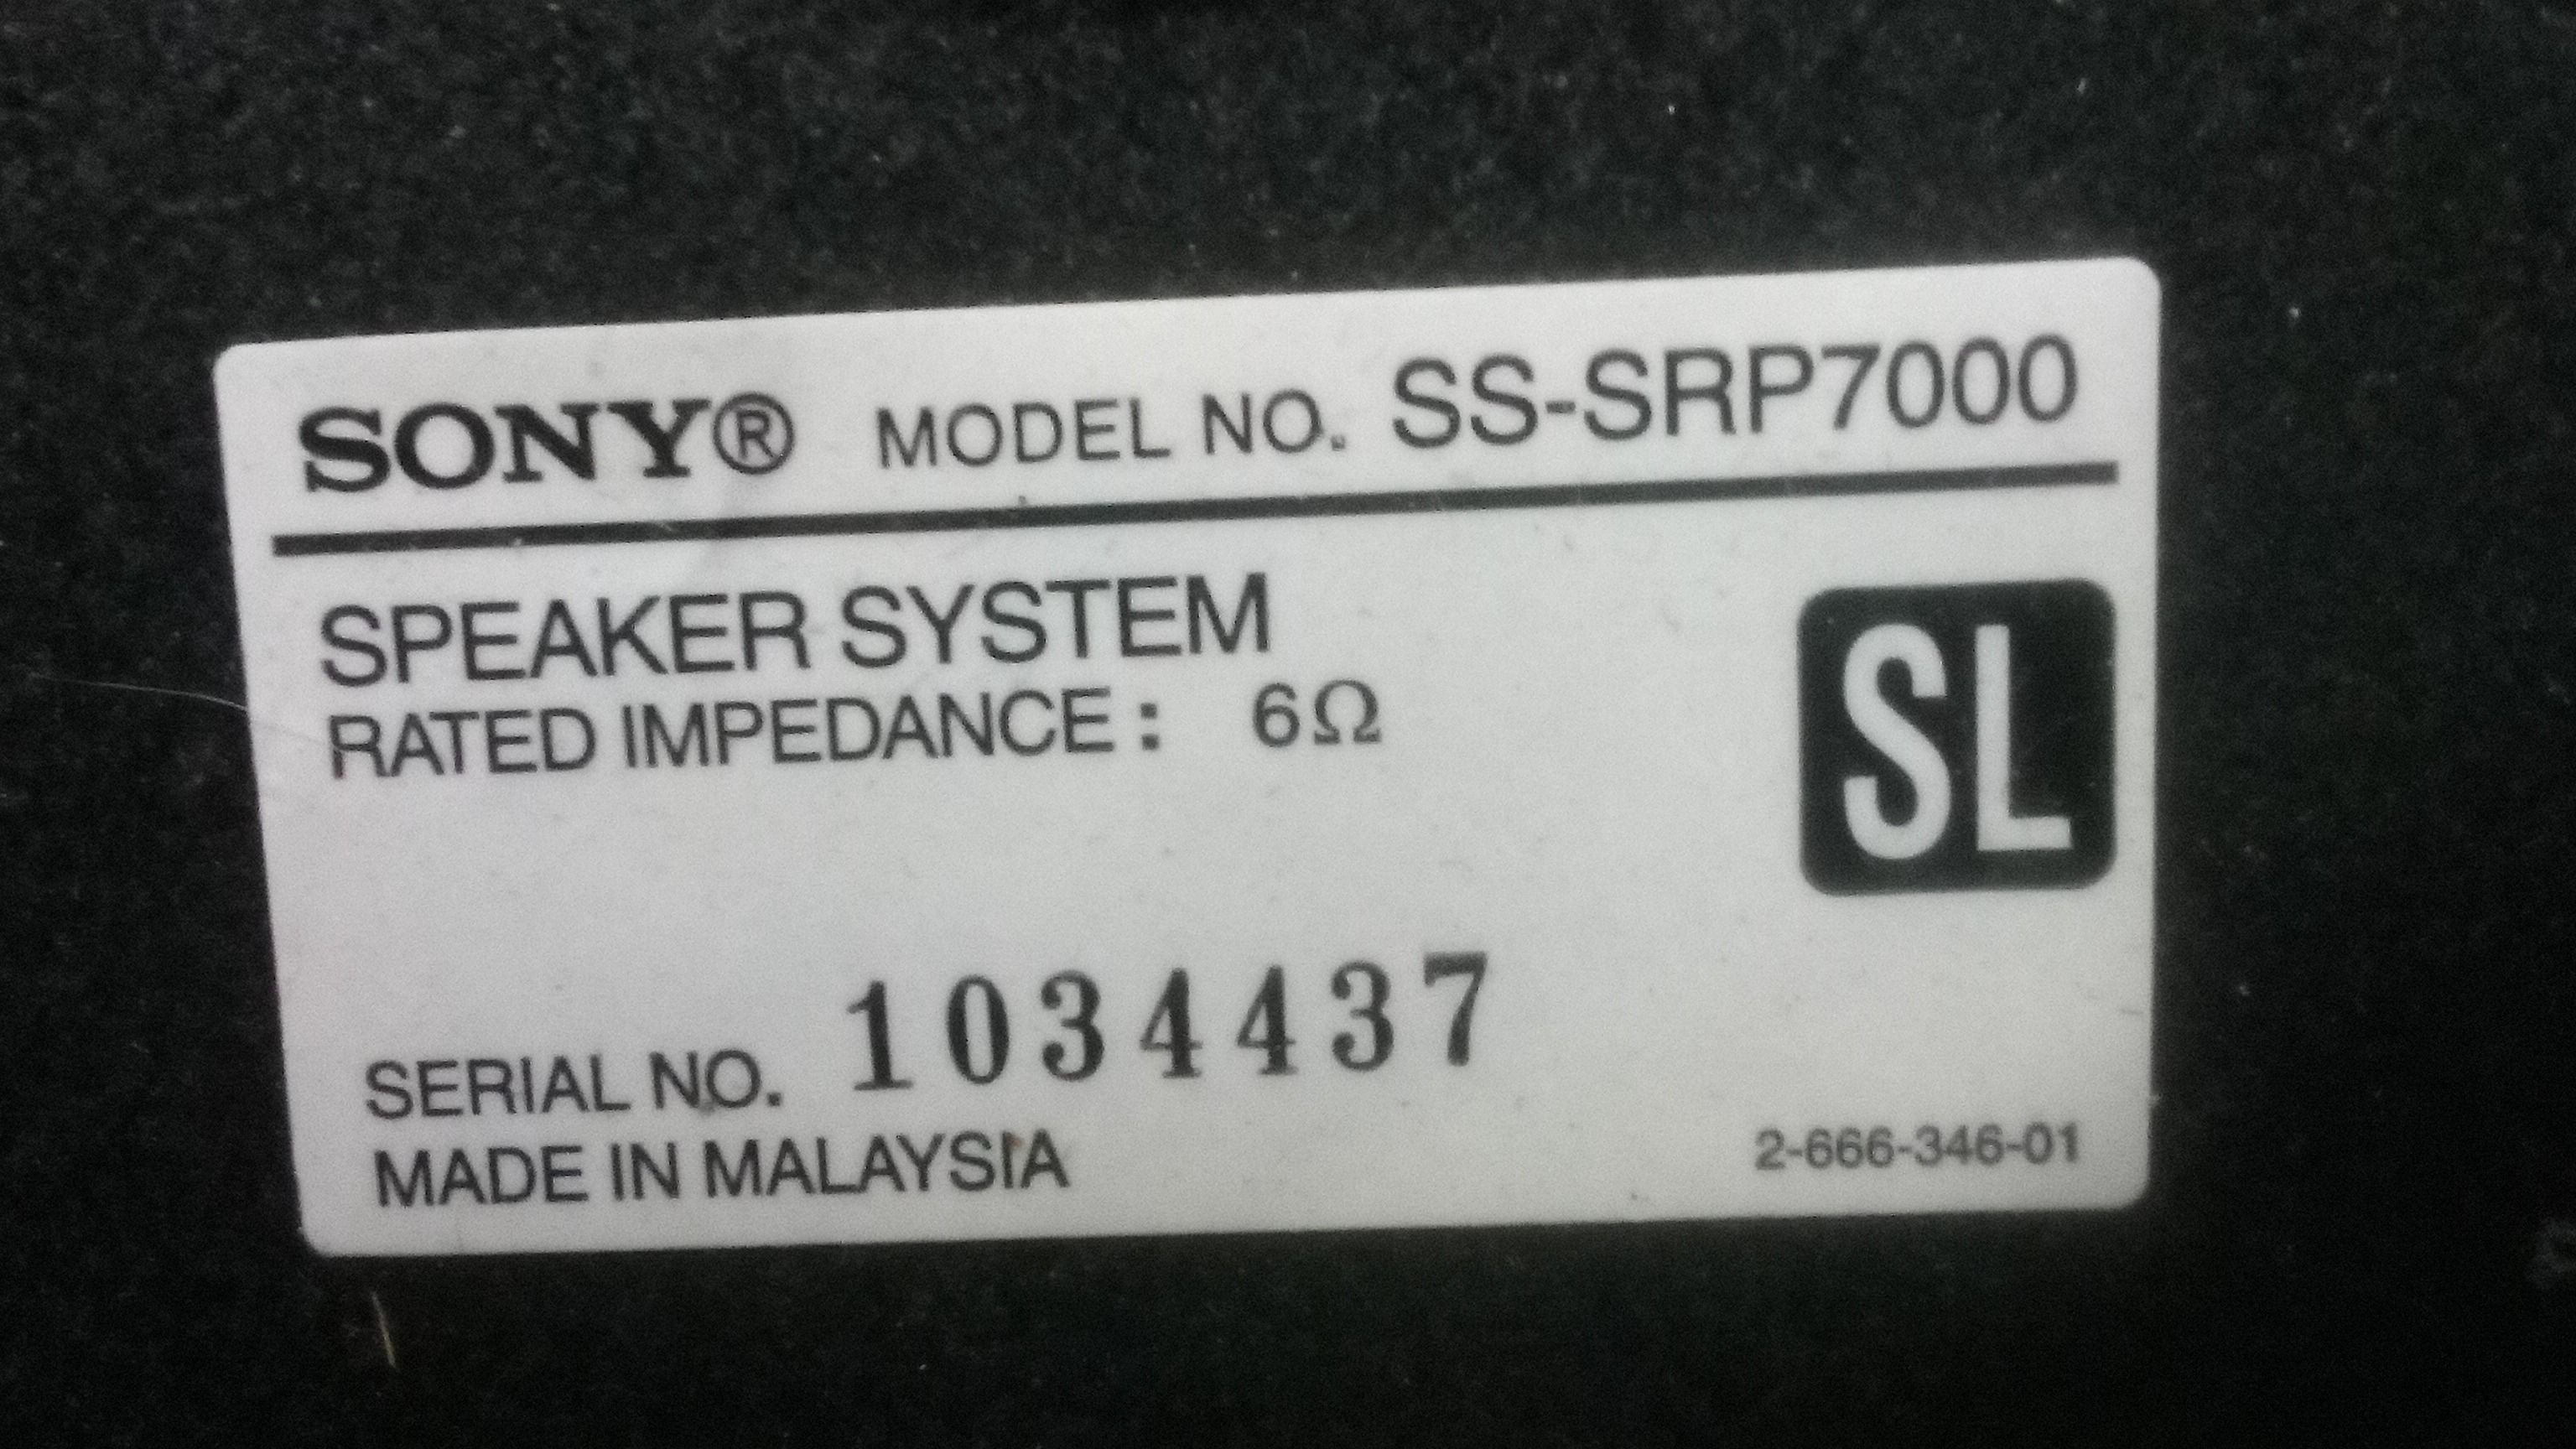 SONY® MODEL NO. SS-SRP7000
SPEAKER SYSTEM
RATED IMPEDANCE: 6Ω
SL
SERIAL NO. 1034437
MADE IN MALAYSIA
2-666-346-01